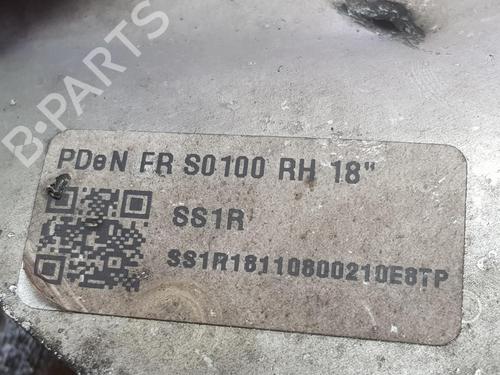 B-PARTS
PDeN FR S0100 RH 18"
SS1R
SS1R18110800210E8TP